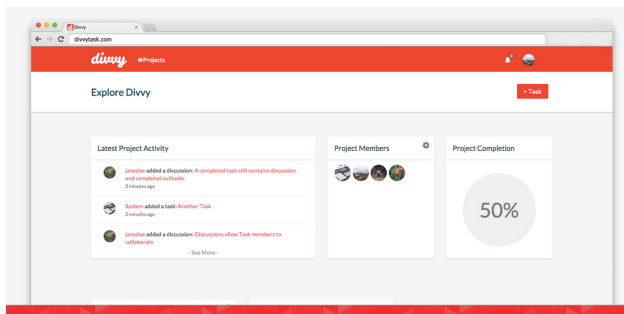 Divvy
divvytask.com
divvy
#Projects
Explore Divvy
+ Task
Latest Project Activity
janedoe added a discussion: A completed task still contains discussion
and completed subtasks
3 minutes ago
System added a task: Another Task
2 minutes ago
janedoe added a discussion: Discussions allow Task members to
collaborate
- See More -
Project Members
Project Completion
50%